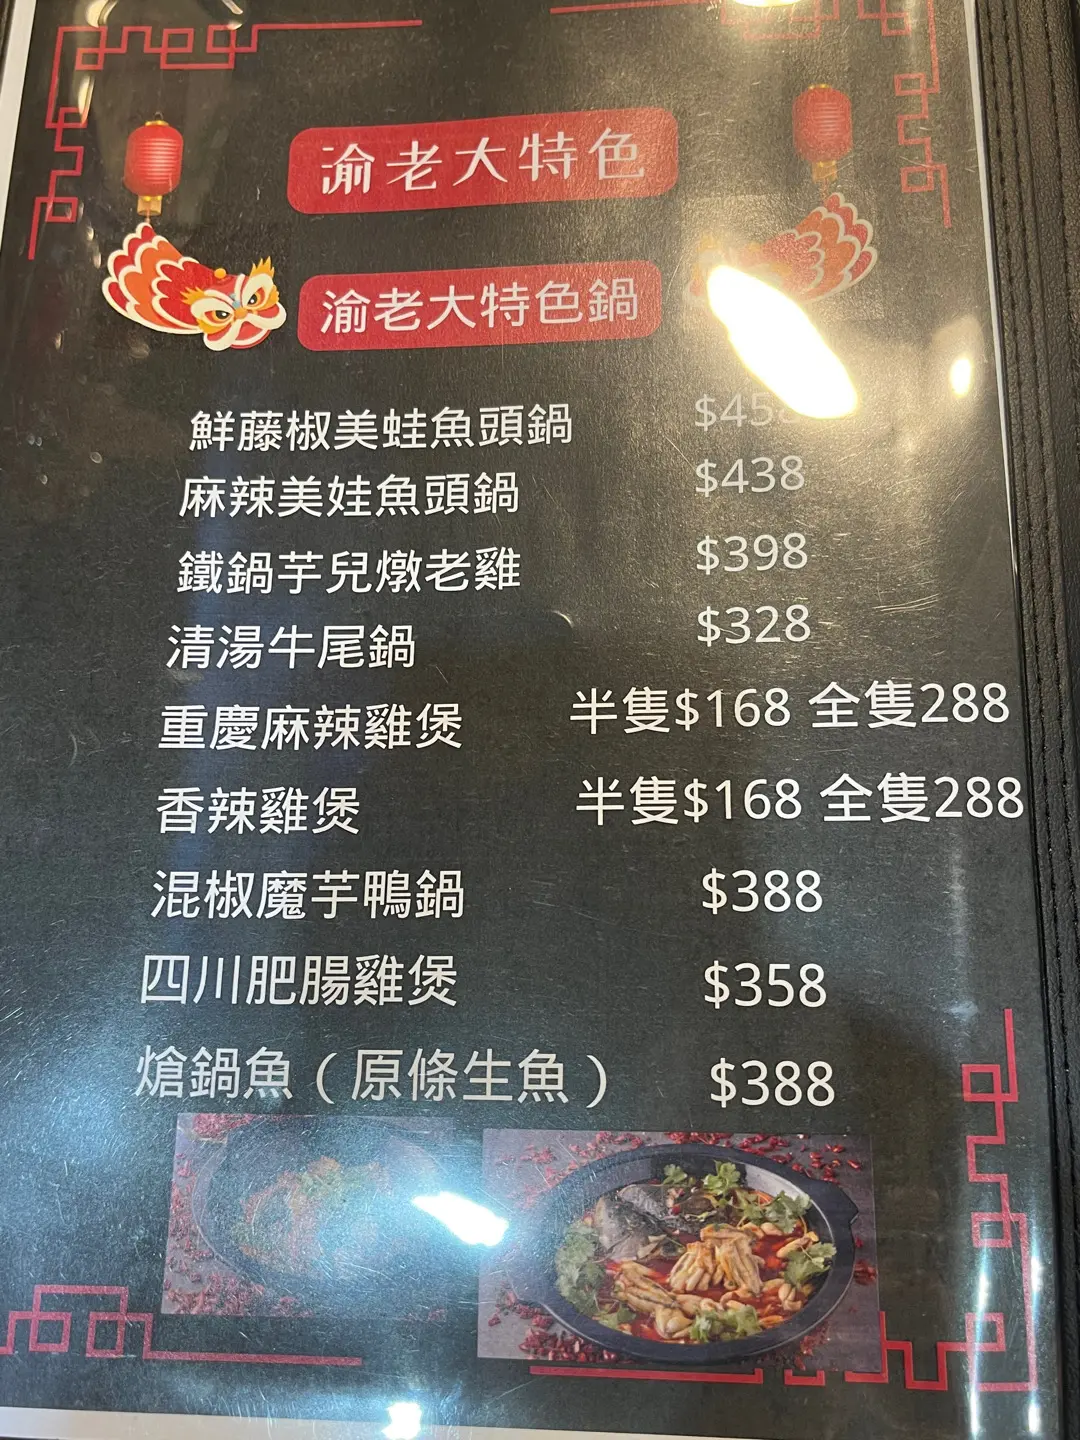 渝老大特色
渝老大特色鍋
鮮藤椒美蛙魚頭鍋 $458
麻辣美娃魚頭鍋 $438
鐵鍋芋兒燉老雞 $398
清湯牛尾鍋 $328
重慶麻辣雞煲 半隻$168 全隻288
香辣雞煲 半隻$168 全隻288
混椒魔芋鴨鍋 $388
四川肥腸雞煲 $358
熗鍋魚（原條生魚） $388